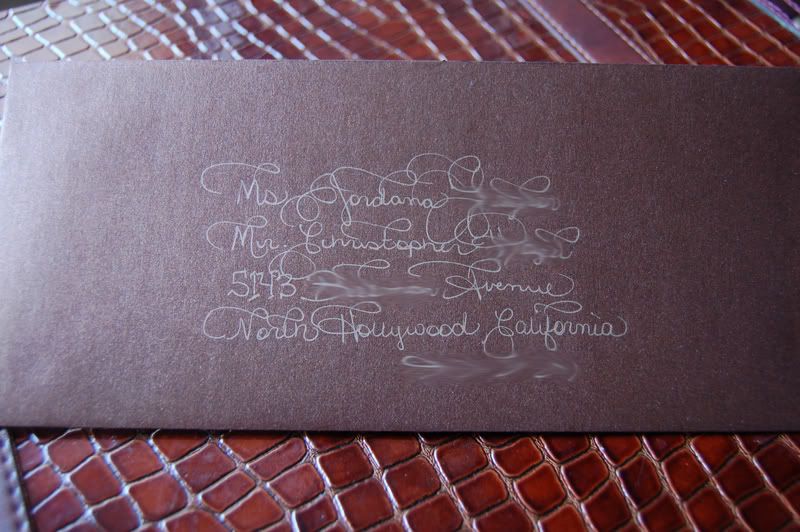 Ms. Jordana
Mr. Christopher
5143 Avenue
North Hollywood, California